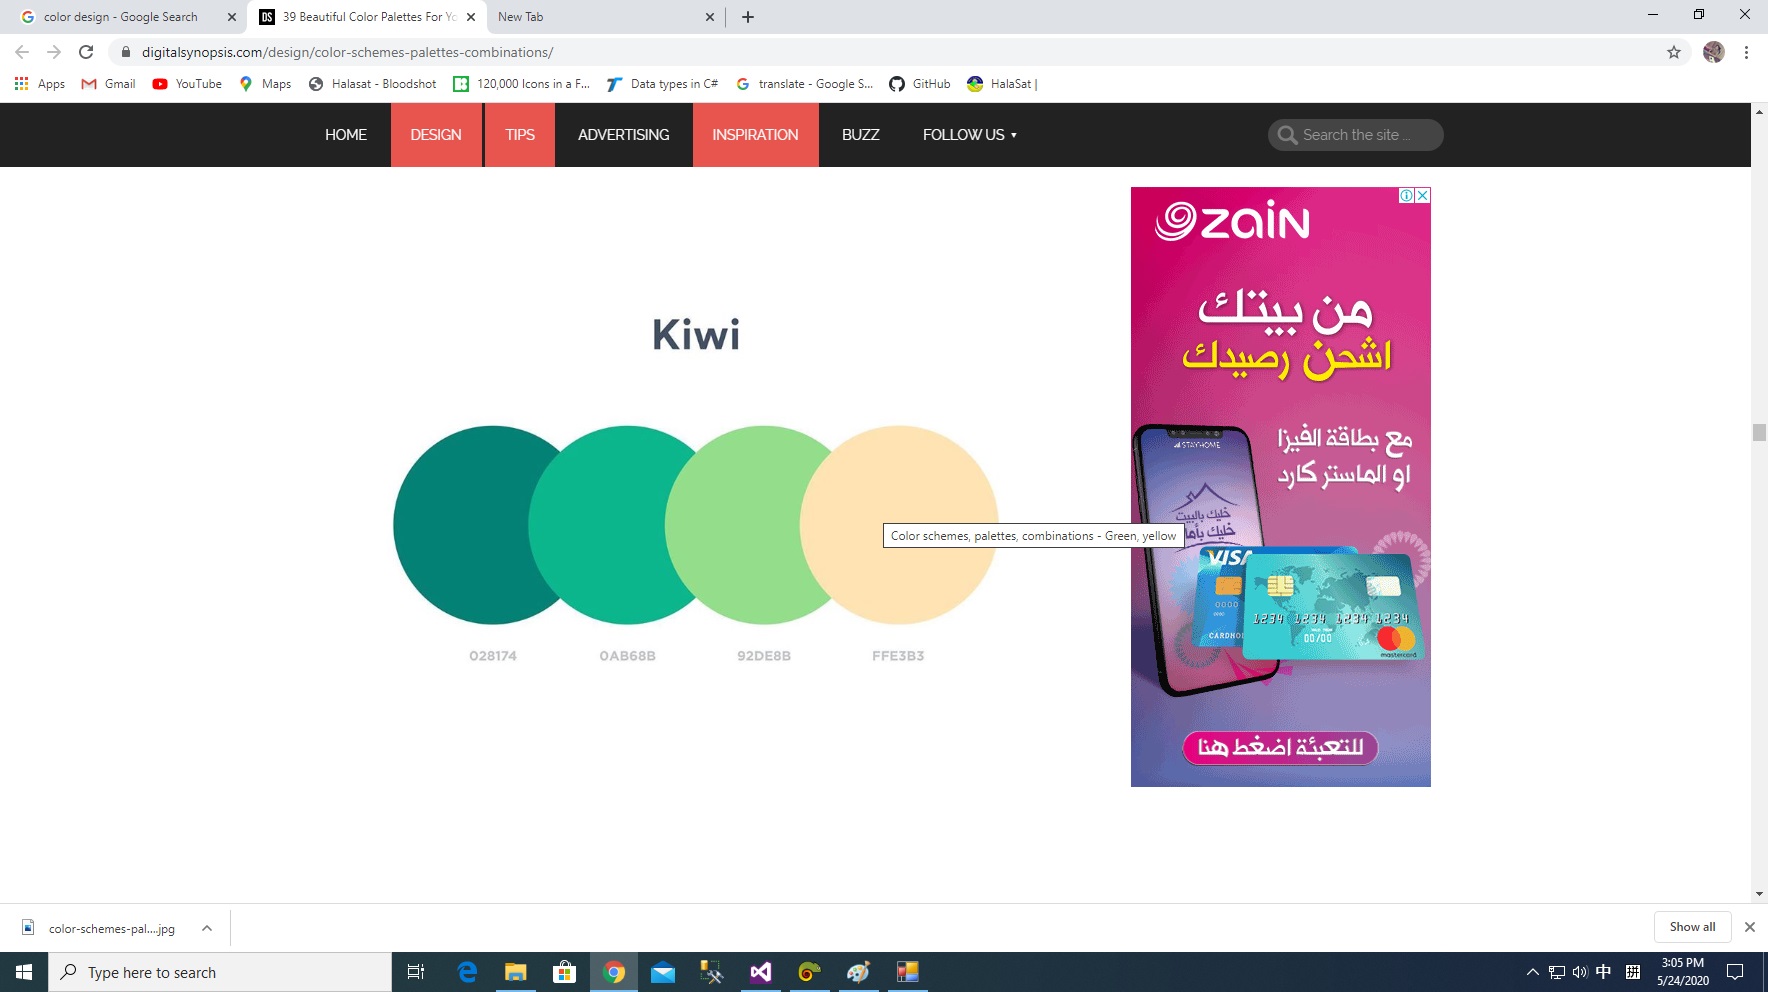 color design - Google Search
39 Beautiful Color Palettes For Yo
New Tab
digitalsynopsis.com/design/color-schemes-palettes-combinations/
Apps
Gmail
YouTube
Maps
Halasat - Bloodshot
120,000 Icons in a F...
Data types in C#
translate - Google S...
GitHub
HalaSat |
DS
HOME
DESIGN
TIPS
ADVERTISING
INSPIRATION
BUZZ
FOLLOW US
Search the site ...
Kiwi
028174
0AB68B
92DE8B
FFE3B3
Color schemes, palettes, combinations - Green, yellow
zain
من بيتك
اشحن رصيدك
مع بطاقة الفيزا
او الماستر كارد
STAYHOME
خليك بالبيت
VISA
0000
CARDHO
1234 1234 1234 1234
00/00
mastercard
للتعبئة اضغط هنا
color-schemes-pal....jpg
Show all
Type here to search
中
拼
3:05 PM
5/24/2020